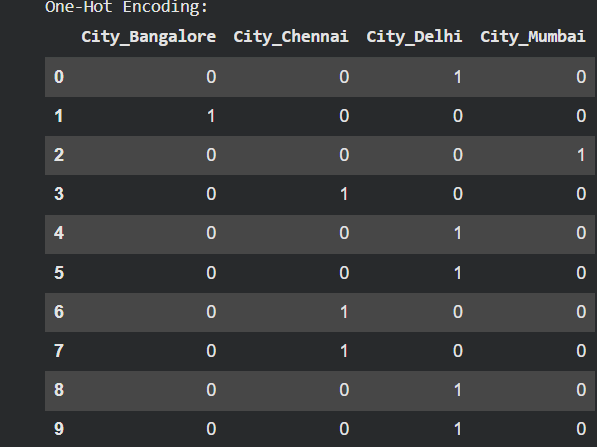 One-Hot Encoding:
City_Bangalore City_Chennai City_Delhi City_Mumbai
0 0 0 1 0
1 1 0 0 0
2 0 0 0 1
3 0 1 0 0
4 0 0 1 0
5 0 0 1 0
6 0 1 0 0
7 0 1 0 0
8 0 0 1 0
9 0 0 1 0